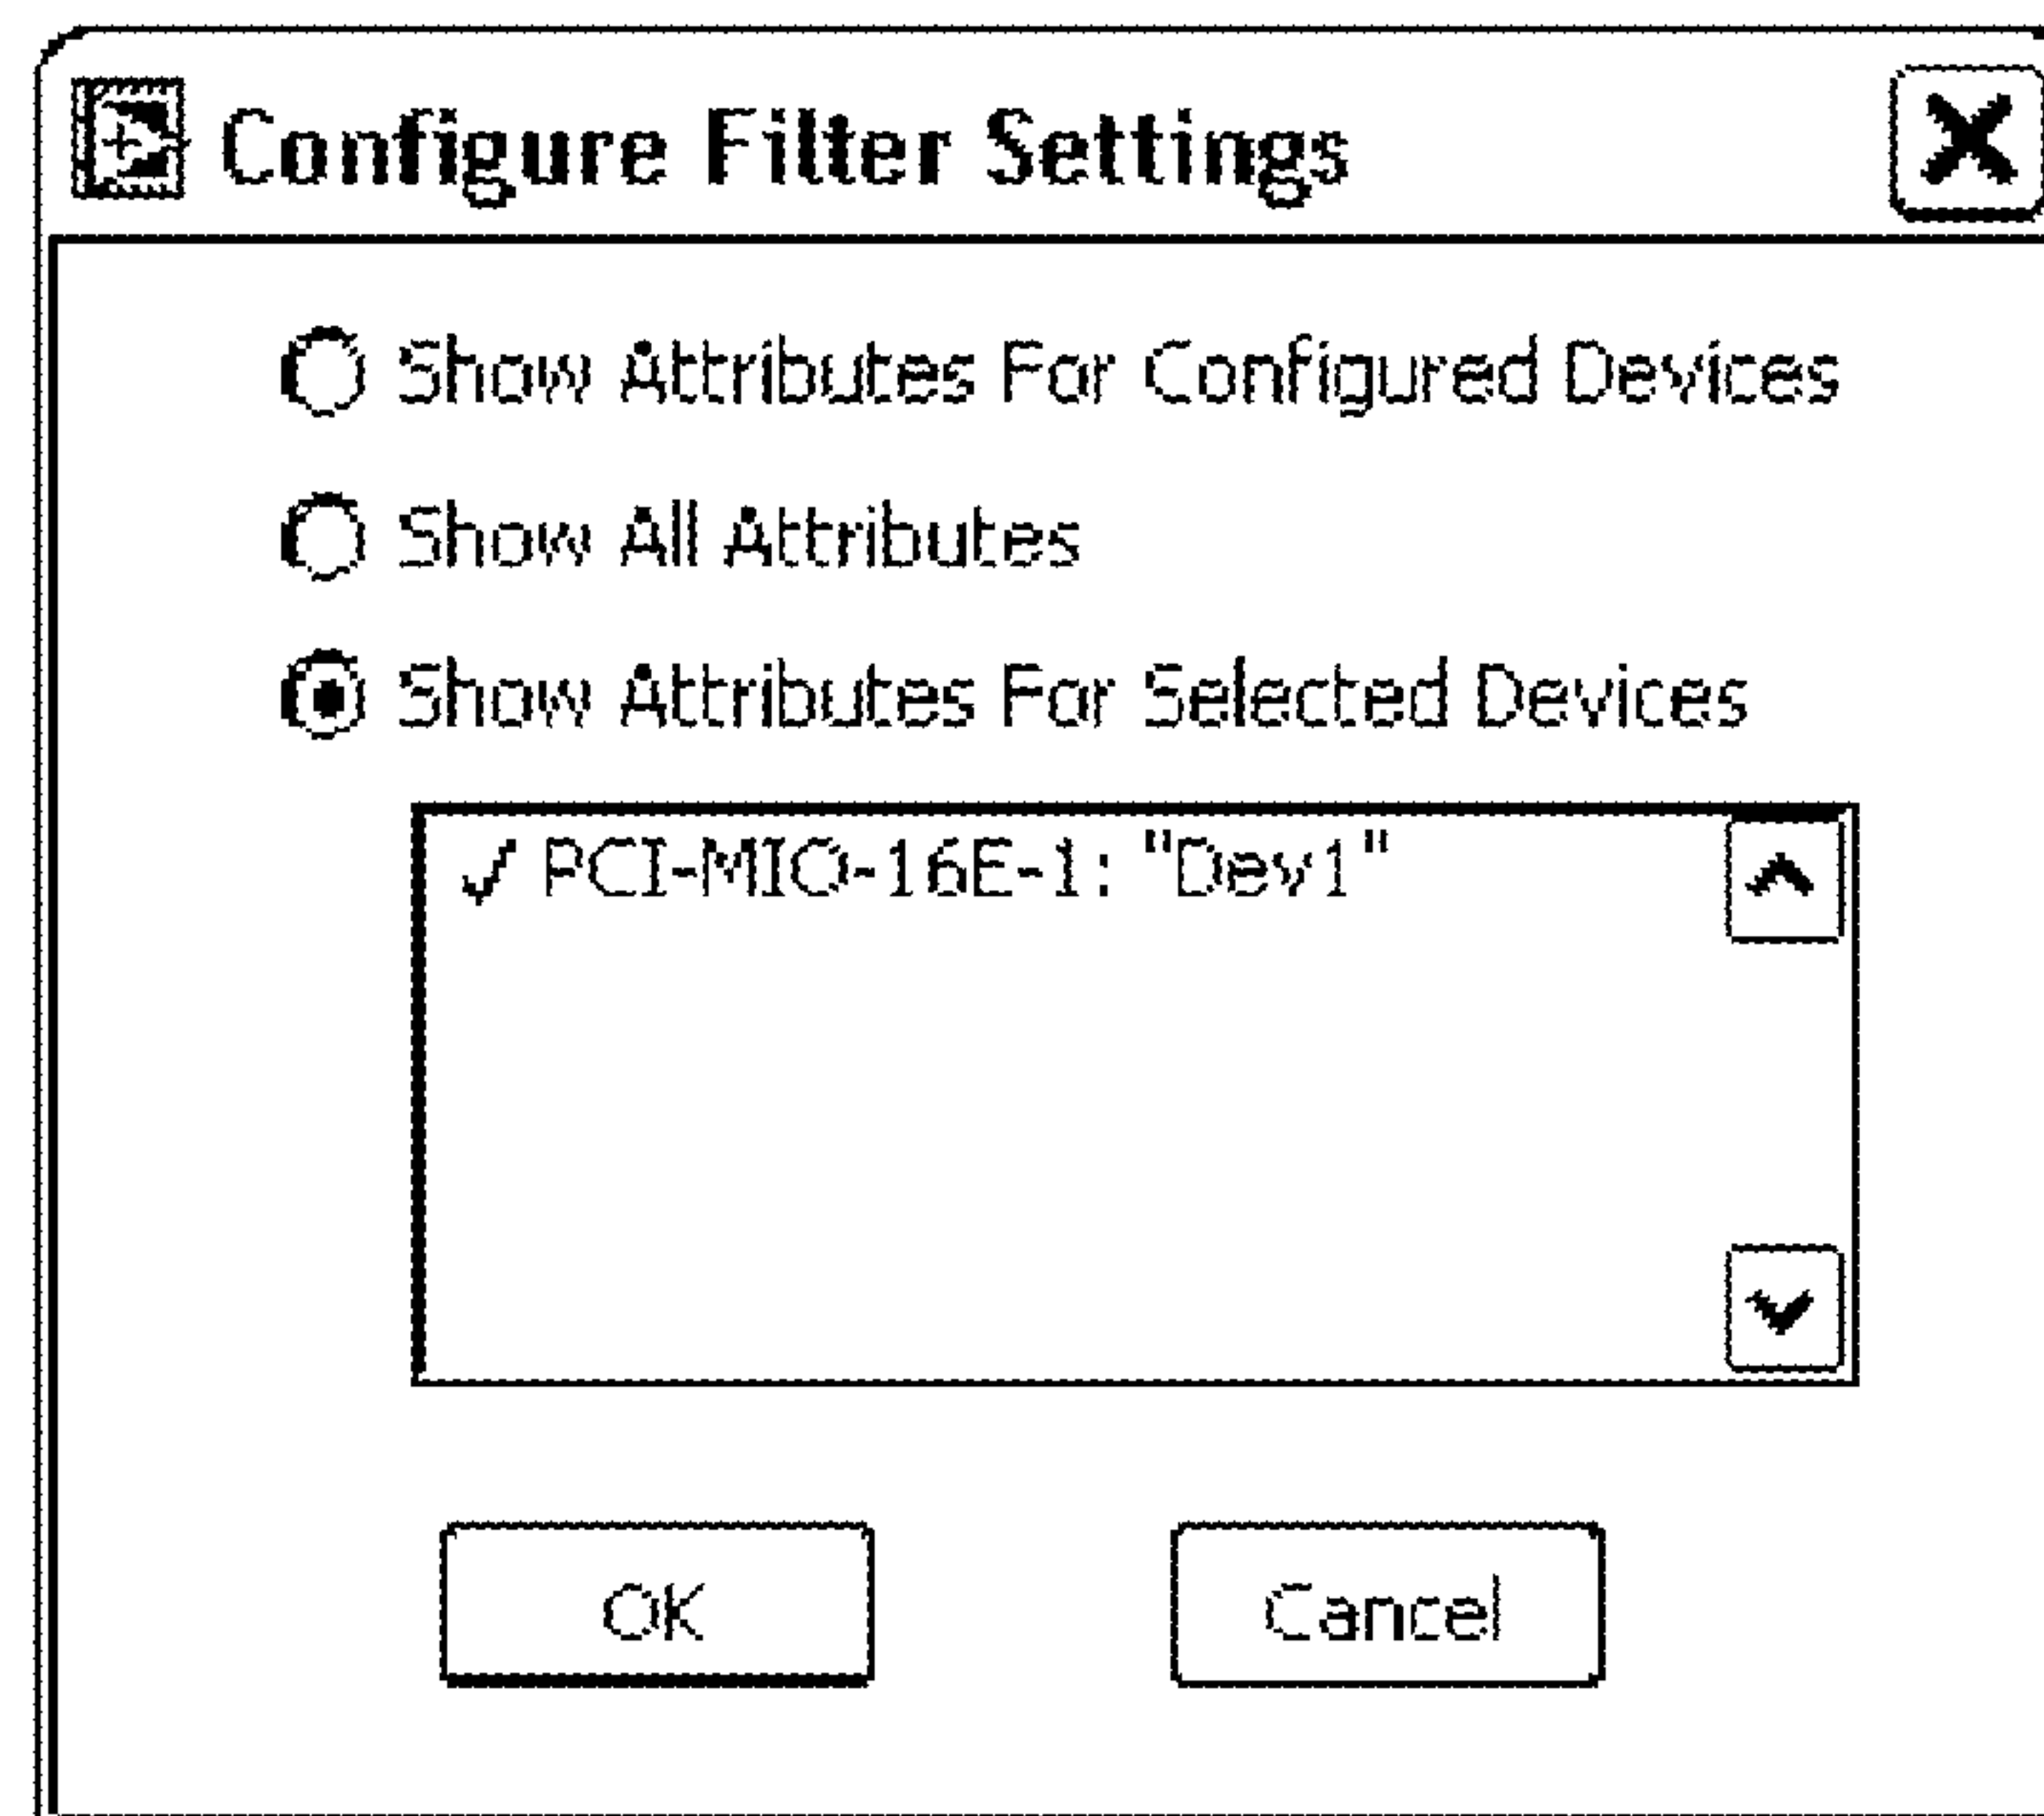 Configure Filter Settings
Show Attributes For Configured Devices
Show All Attributes
Show Attributes For Selected Devices
✓ PCI-MIO-16E-1: "Dev1"
OK
Cancel